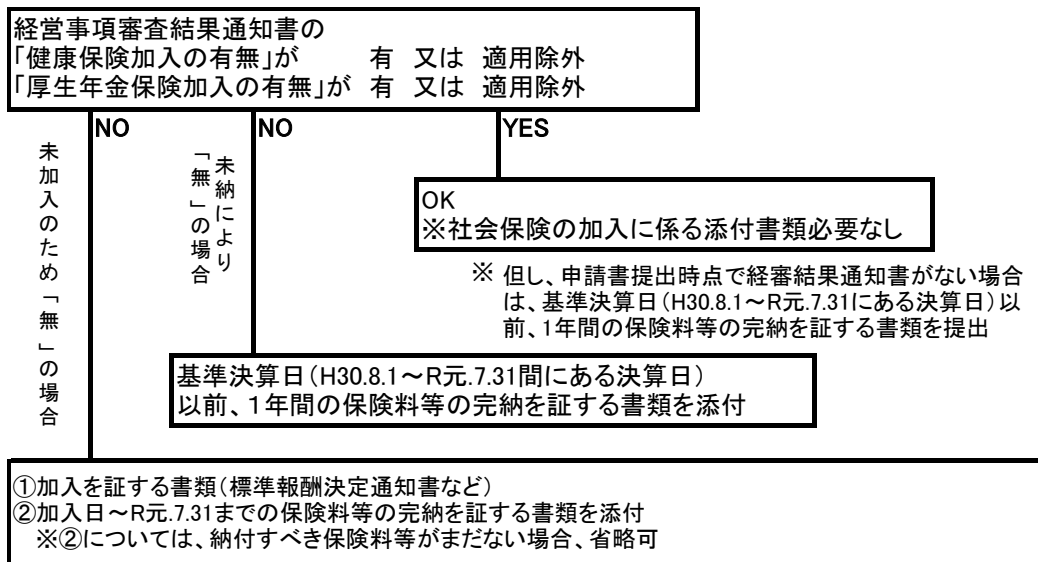 経営事項審査結果通知書の
「健康保険加入の有無」が　有 又は 適用除外
「厚生年金保険加入の有無」が 有 又は 適用除外
NO
NO
YES
未加入のため「無」の場合
未納により
「無」の場合
OK
※社会保険の加入に係る添付書類必要なし
※ 但し、申請書提出時点で経審結果通知書がない場合
は、基準決算日(H30.8.1～R元.7.31にある決算日)以
前、1年間の保険料等の完納を証する書類を提出
基準決算日(H30.8.1～R元.7.31間にある決算日)
以前、１年間の保険料等の完納を証する書類を添付
①加入を証する書類(標準報酬決定通知書など)
②加入日～R元.7.31までの保険料等の完納を証する書類を添付
※②については、納付すべき保険料等がまだない場合、省略可